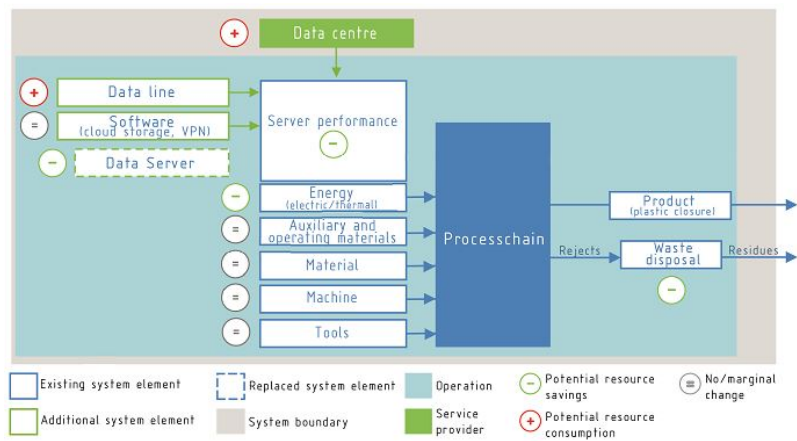 + Data centre
+ Data line
= Software
(cloud storage, VPN)
Server performance
−
− Data Server
− Energy
(electric/thermal)
= Auxiliary and
operating materials
= Material
= Machine
= Tools
Processchain
Product
(plastic closure)
Rejects
Waste
disposal
Residues
−
Existing system element
Replaced system element
Operation
− Potential resource
savings
= No/marginal
change
Additional system element
System boundary
Service
provider
+ Potential resource
consumption